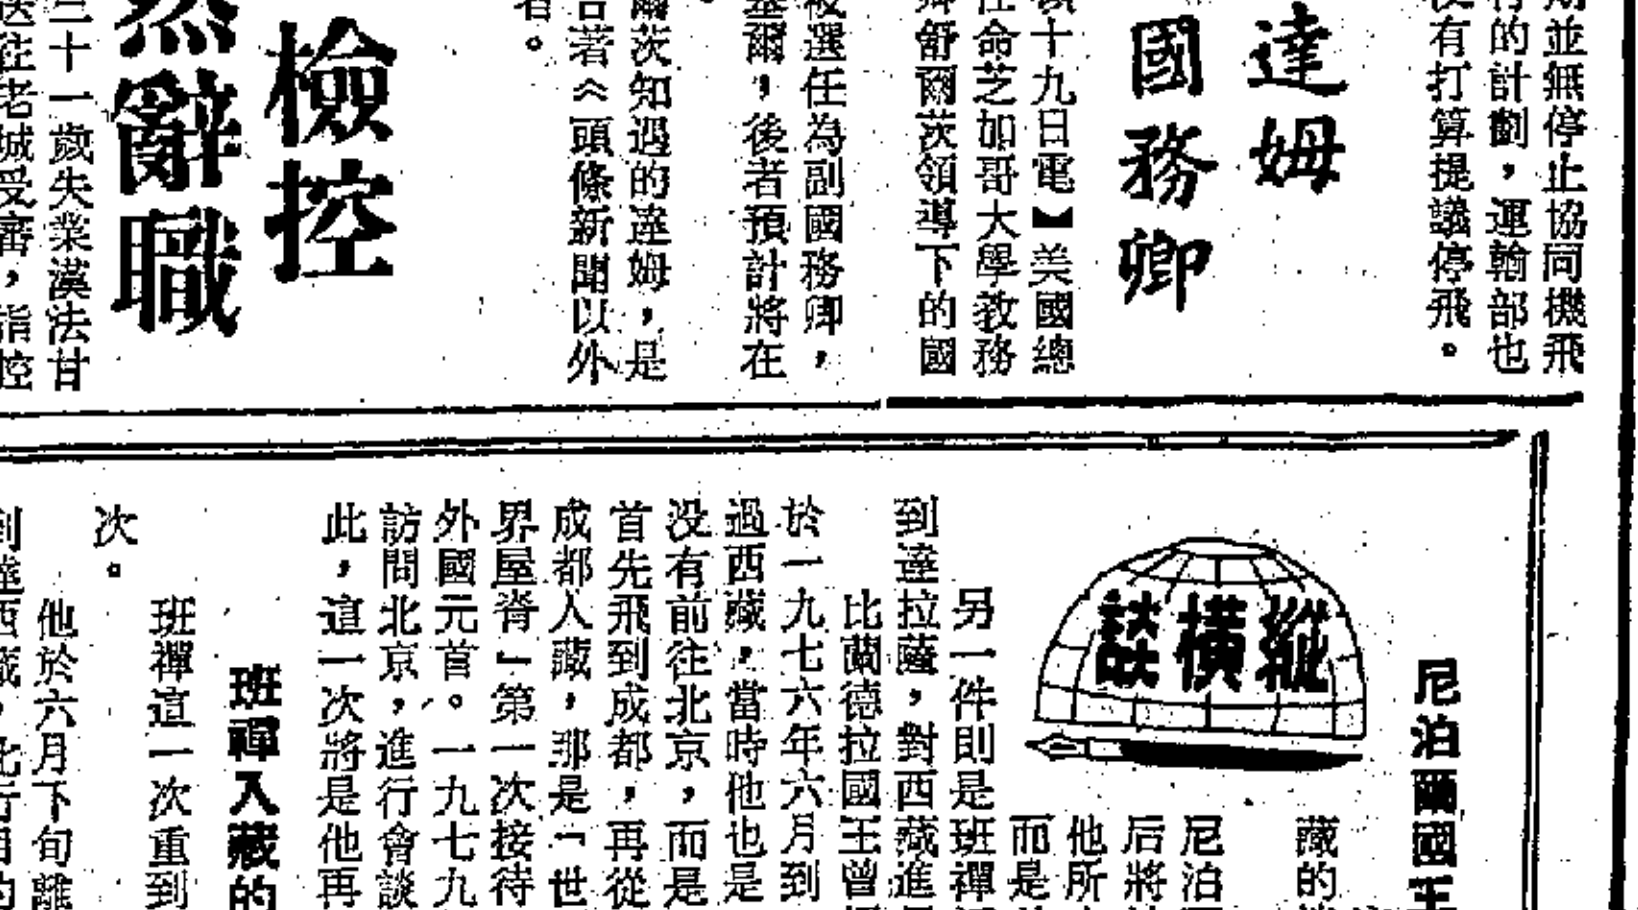 期並無停止協同機飛
行的計劃，運輸部也
没有打算提議停飛。
達姆
國務卿
十九日電】美國總
任命芝加哥大學教務
卿舒爾茨領導下的國
被選任為副國務卿，
基爾，後者預計將在
爾茨知遇的達姆，是
合著《頭條新聞以外
者。
檢控
然辭職
三十一歲失業漢法甘
送往老城受審，指控
尼泊爾國王
縱橫談
藏的
尼泊
后將
他所
而是
另一件則是班禪
到達拉薩，對西藏進
比蘭德拉國王曾
於一九七六年六月到
過西藏，當時他也是
没有前往北京，而是
首先飛到成都，再從
成都人藏，那是「世
界屋脊」第一次接待
外國元首。一九七九
訪問北京，進行會談
此，這一次將是他再
次。
班禪入藏的
班禪這一次重到
他於六月下旬離
到達西藏，此行目的